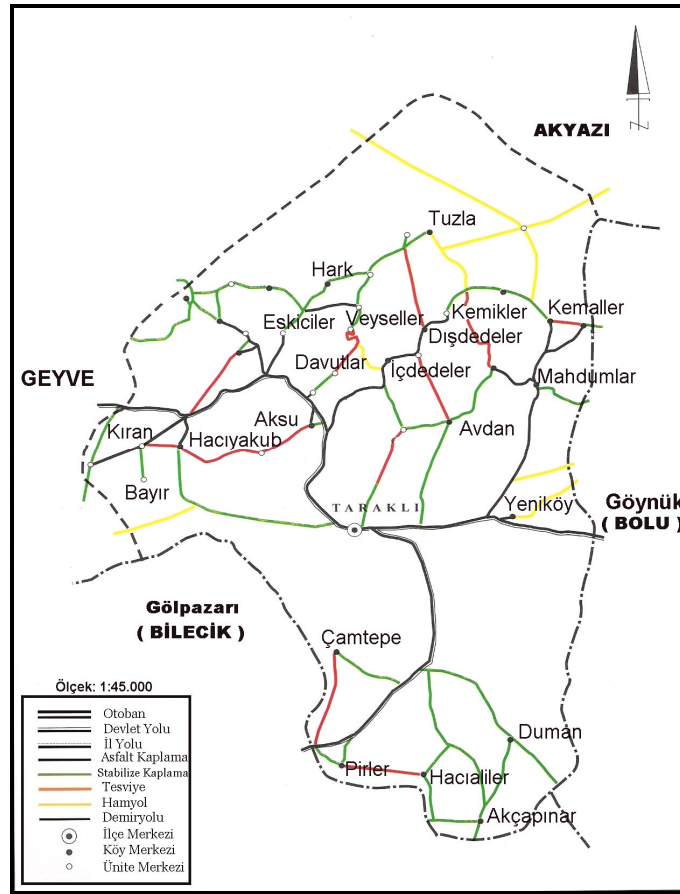 AKYAZI
N
Tuzla
Hark
Kemikler
Kemaller
Eskiciler
Veyseller
Dışdedeler
Davutlar
İçdedeler
GEYVE
Mahdumlar
Aksu
Kıran
Hacıyakub
Avdan
Bayır
TARAKLI
Yeniköy
Göynük
( BOLU )
Gölpazarı
( BİLECİK )
Çamtepe
Duman
Pirler
Hacıaliler
Akçapınar
Ölçek: 1:45.000
Otoban
Devlet Yolu
İl Yolu
Asfalt Kaplama
Stabilize Kaplama
Tesviye
Hamyol
Demiryolu
İlçe Merkezi
Köy Merkezi
Ünite Merkezi